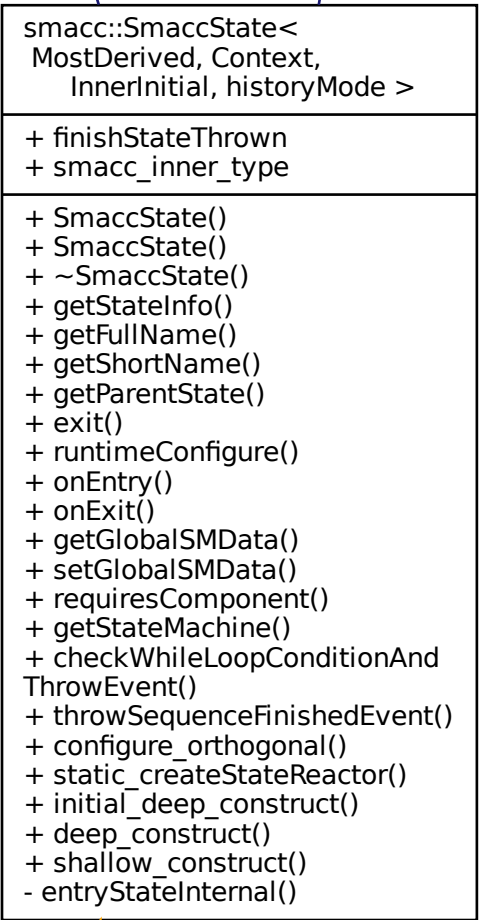 smacc::SmaccState<
MostDerived, Context,
InnerInitial, historyMode >
+ finishStateThrown
+ smacc_inner_type
+ SmaccState()
+ SmaccState()
+ ~SmaccState()
+ getStateInfo()
+ getFullName()
+ getShortName()
+ getParentState()
+ exit()
+ runtimeConfigure()
+ onEntry()
+ onExit()
+ getGlobalSMData()
+ setGlobalSMData()
+ requiresComponent()
+ getStateMachine()
+ checkWhileLoopConditionAnd
ThrowEvent()
+ throwSequenceFinishedEvent()
+ configure_orthogonal()
+ static_createStateReactor()
+ initial_deep_construct()
+ deep_construct()
+ shallow_construct()
- entryStateInternal()